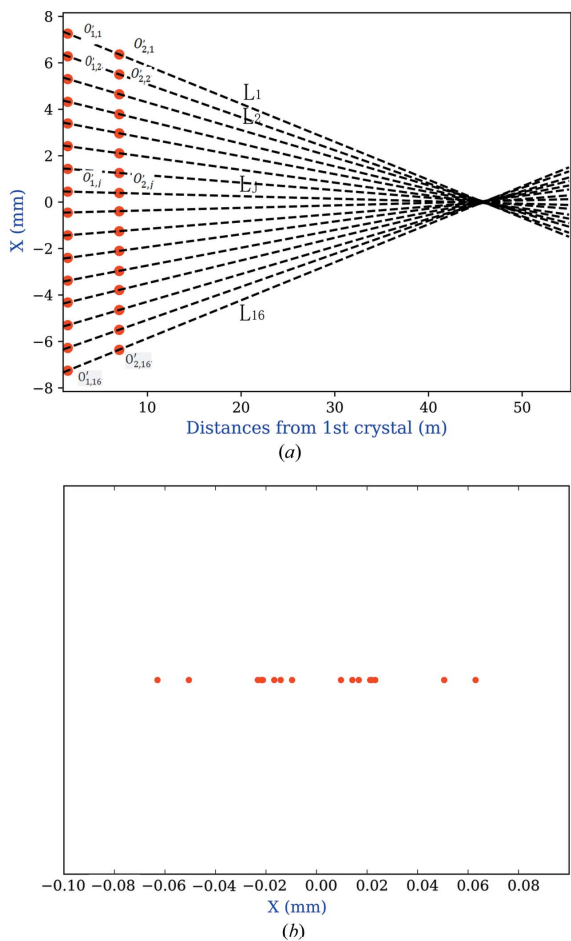 8
O′1,1
O′2,1
6
O′1,2
O′2,2
L1
4
L2
2
O′1,j
O′2,j
Lj
0
X (mm)
−2
−4
L16
−6
O′2,16
O′1,16
−8
10 20 30 40 50
Distances from 1st crystal (m)
(a)
−0.10 −0.08 −0.06 −0.04 −0.02 0.00 0.02 0.04 0.06 0.08
X (mm)
(b)